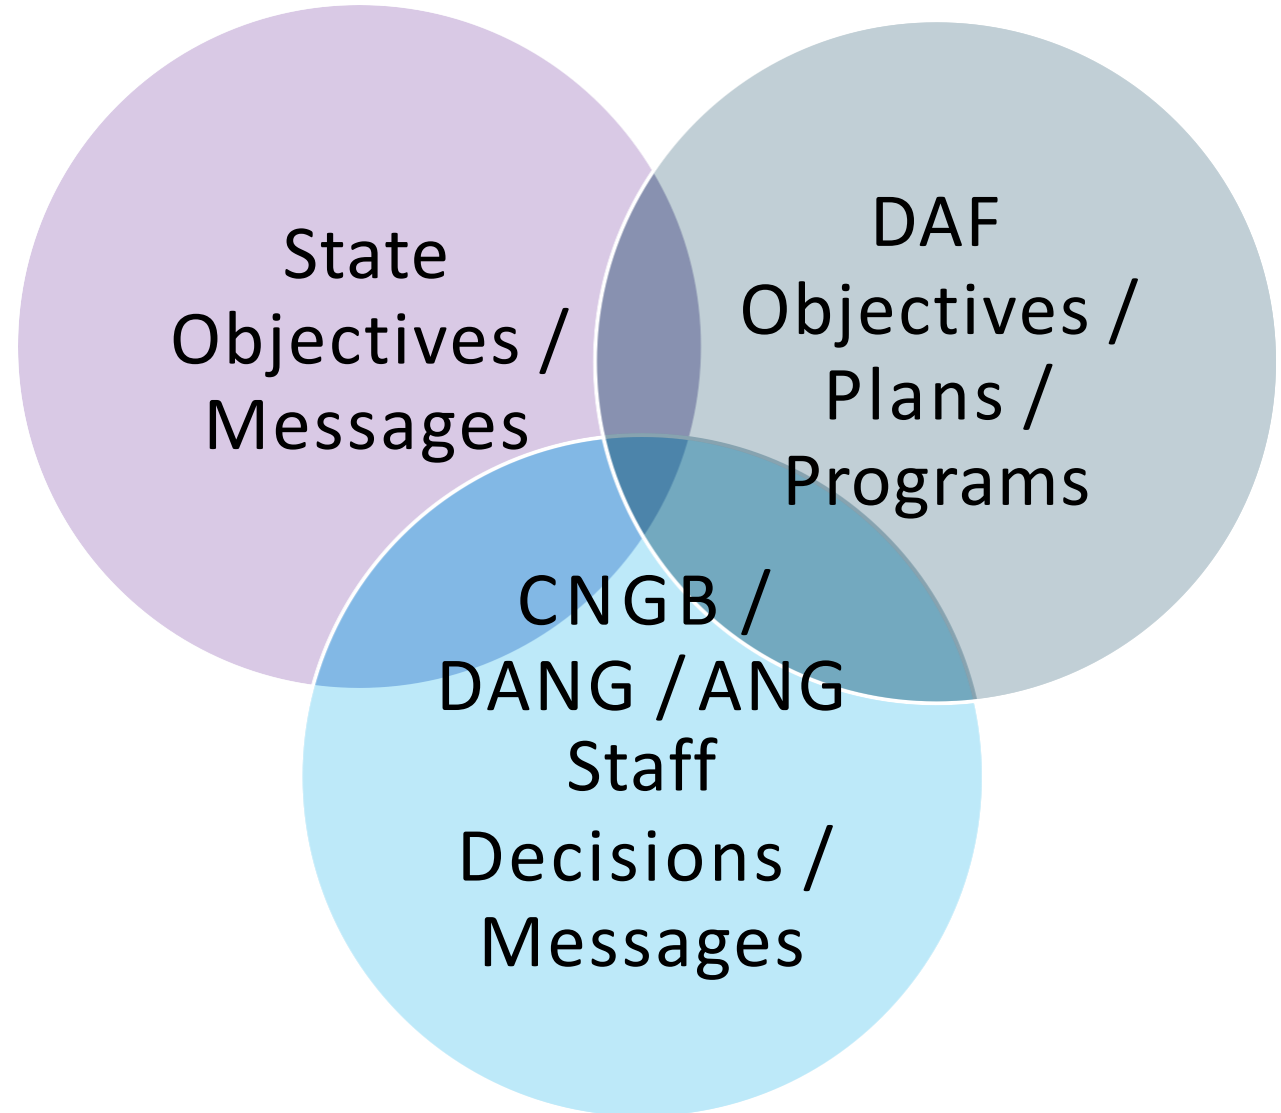 State
Objectives /
Messages
DAF
Objectives /
Plans /
Programs
CNGB /
DANG / ANG
Staff
Decisions /
Messages